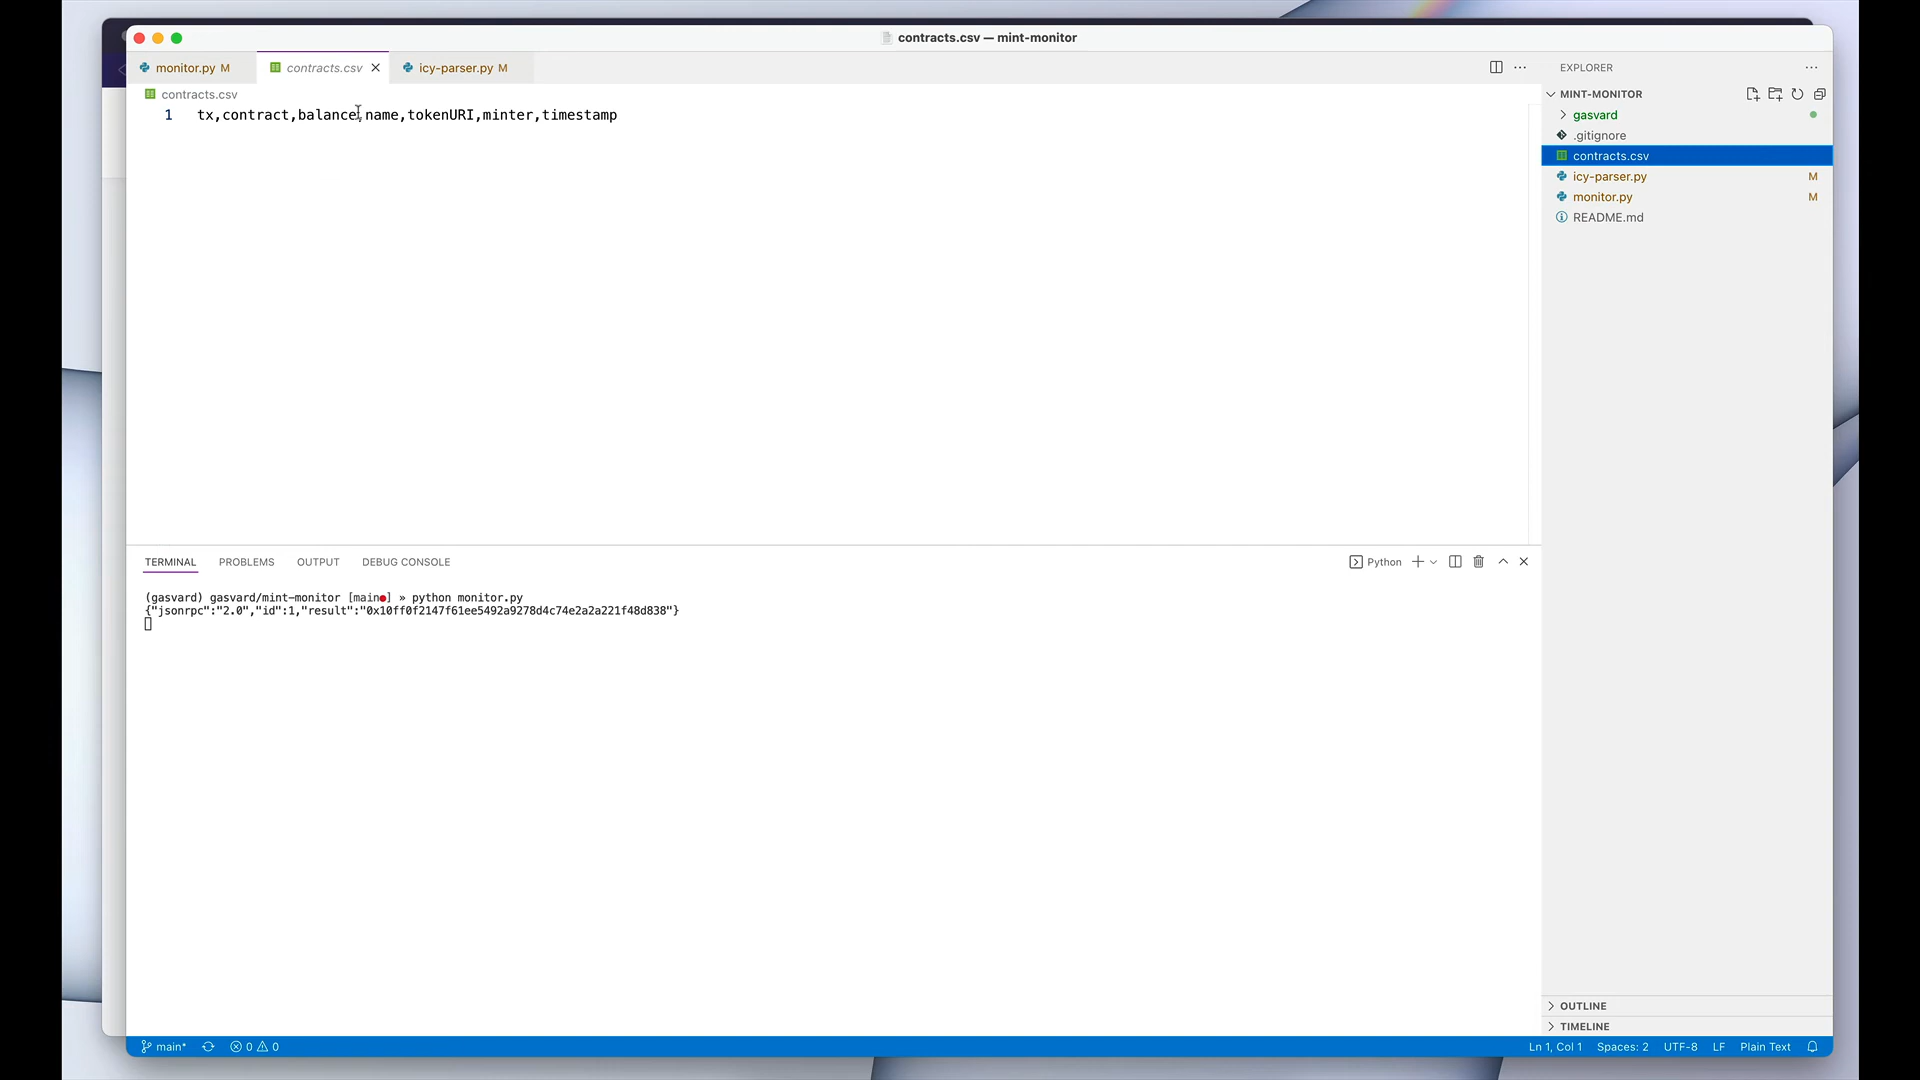 contracts.csv — mint-monitor
monitor.py M
contracts.csv
icy-parser.py M
contracts.csv
1 tx,contract,balance,name,tokenURI,minter,timestamp
EXPLORER
MINT-MONITOR
gasvard
.gitignore
contracts.csv
icy-parser.py M
monitor.py M
README.md
TERMINAL PROBLEMS OUTPUT DEBUG CONSOLE
Python
(gasvard) gasvard/mint-monitor [main●] » python monitor.py
{"jsonrpc":"2.0","id":1,"result":"0x10ff0f2147f61ee5492a9278d4c74e2a2a221f48d838"}
OUTLINE
TIMELINE
main* 0 0
Ln 1, Col 1 Spaces: 2 UTF-8 LF Plain Text